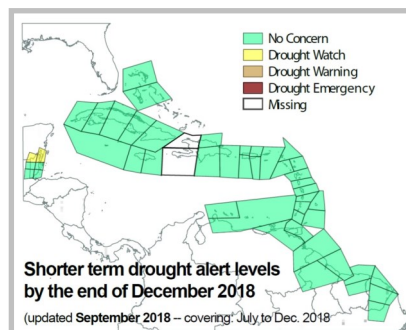 No Concern
Drought Watch
Drought Warning
Drought Emergency
Missing
Shorter term drought alert levels
by the end of December 2018
(updated September 2018 -- covering: July to Dec. 2018